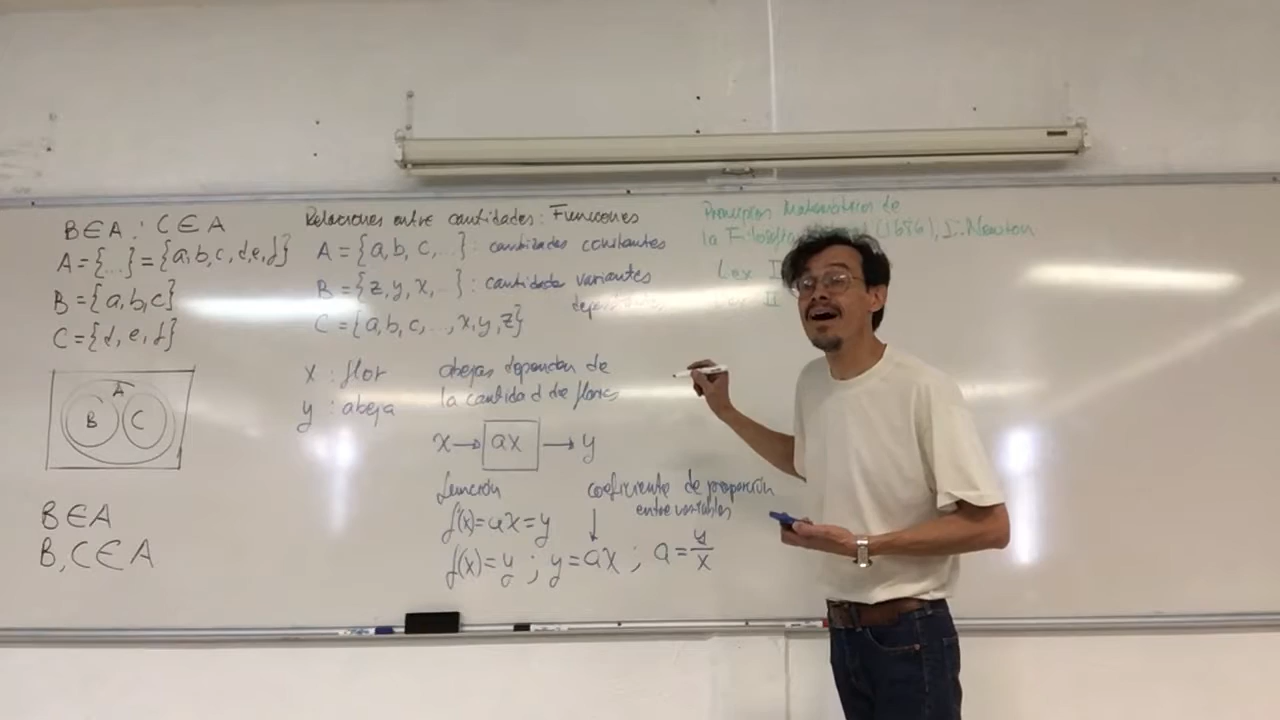 B ∈ A : C ∈ A
A = {...} = {a, b, c, d, e, f}
B = {a, b, c}
C = {d, e, f}
A
B
C
B ∈ A
B, C ∈ A
Relaciones entre cantidades: Funciones
A = {a, b, c, ...} : cantidades constantes
B = {z, y, x, ...} : cantidades variantes
C = {a, b, c, ..., x, y, z}
x : flor
y : abeja
abejas dependen de
la cantidad de flores
x → ax → y
función
f(x) = ax = y
f(x) = y ; y = ax ; a = y/x
coeficiente de proporción
entre variables
Principios Matemáticos de
la Filosofía (1686), I. Newton
Lex I
Lex II